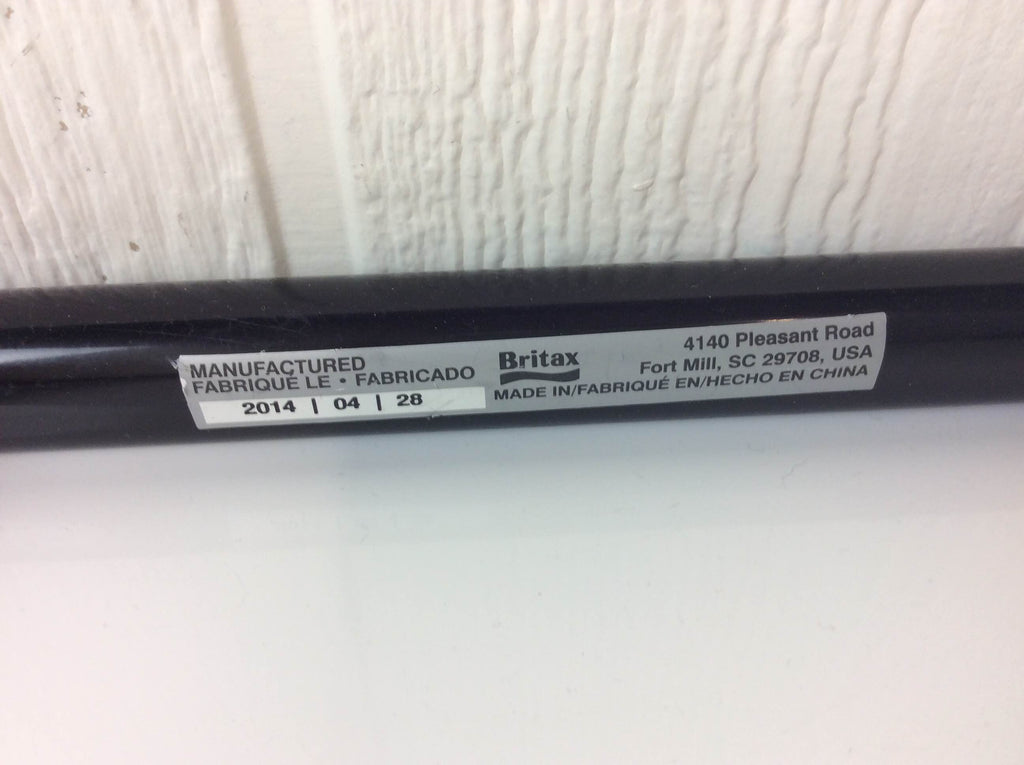 MANUFACTURED
FABRIQUÉ LE • FABRICADO
2014 | 04 | 28
Britax
4140 Pleasant Road
Fort Mill, SC 29708, USA
MADE IN/FABRIQUÉ EN/HECHO EN CHINA